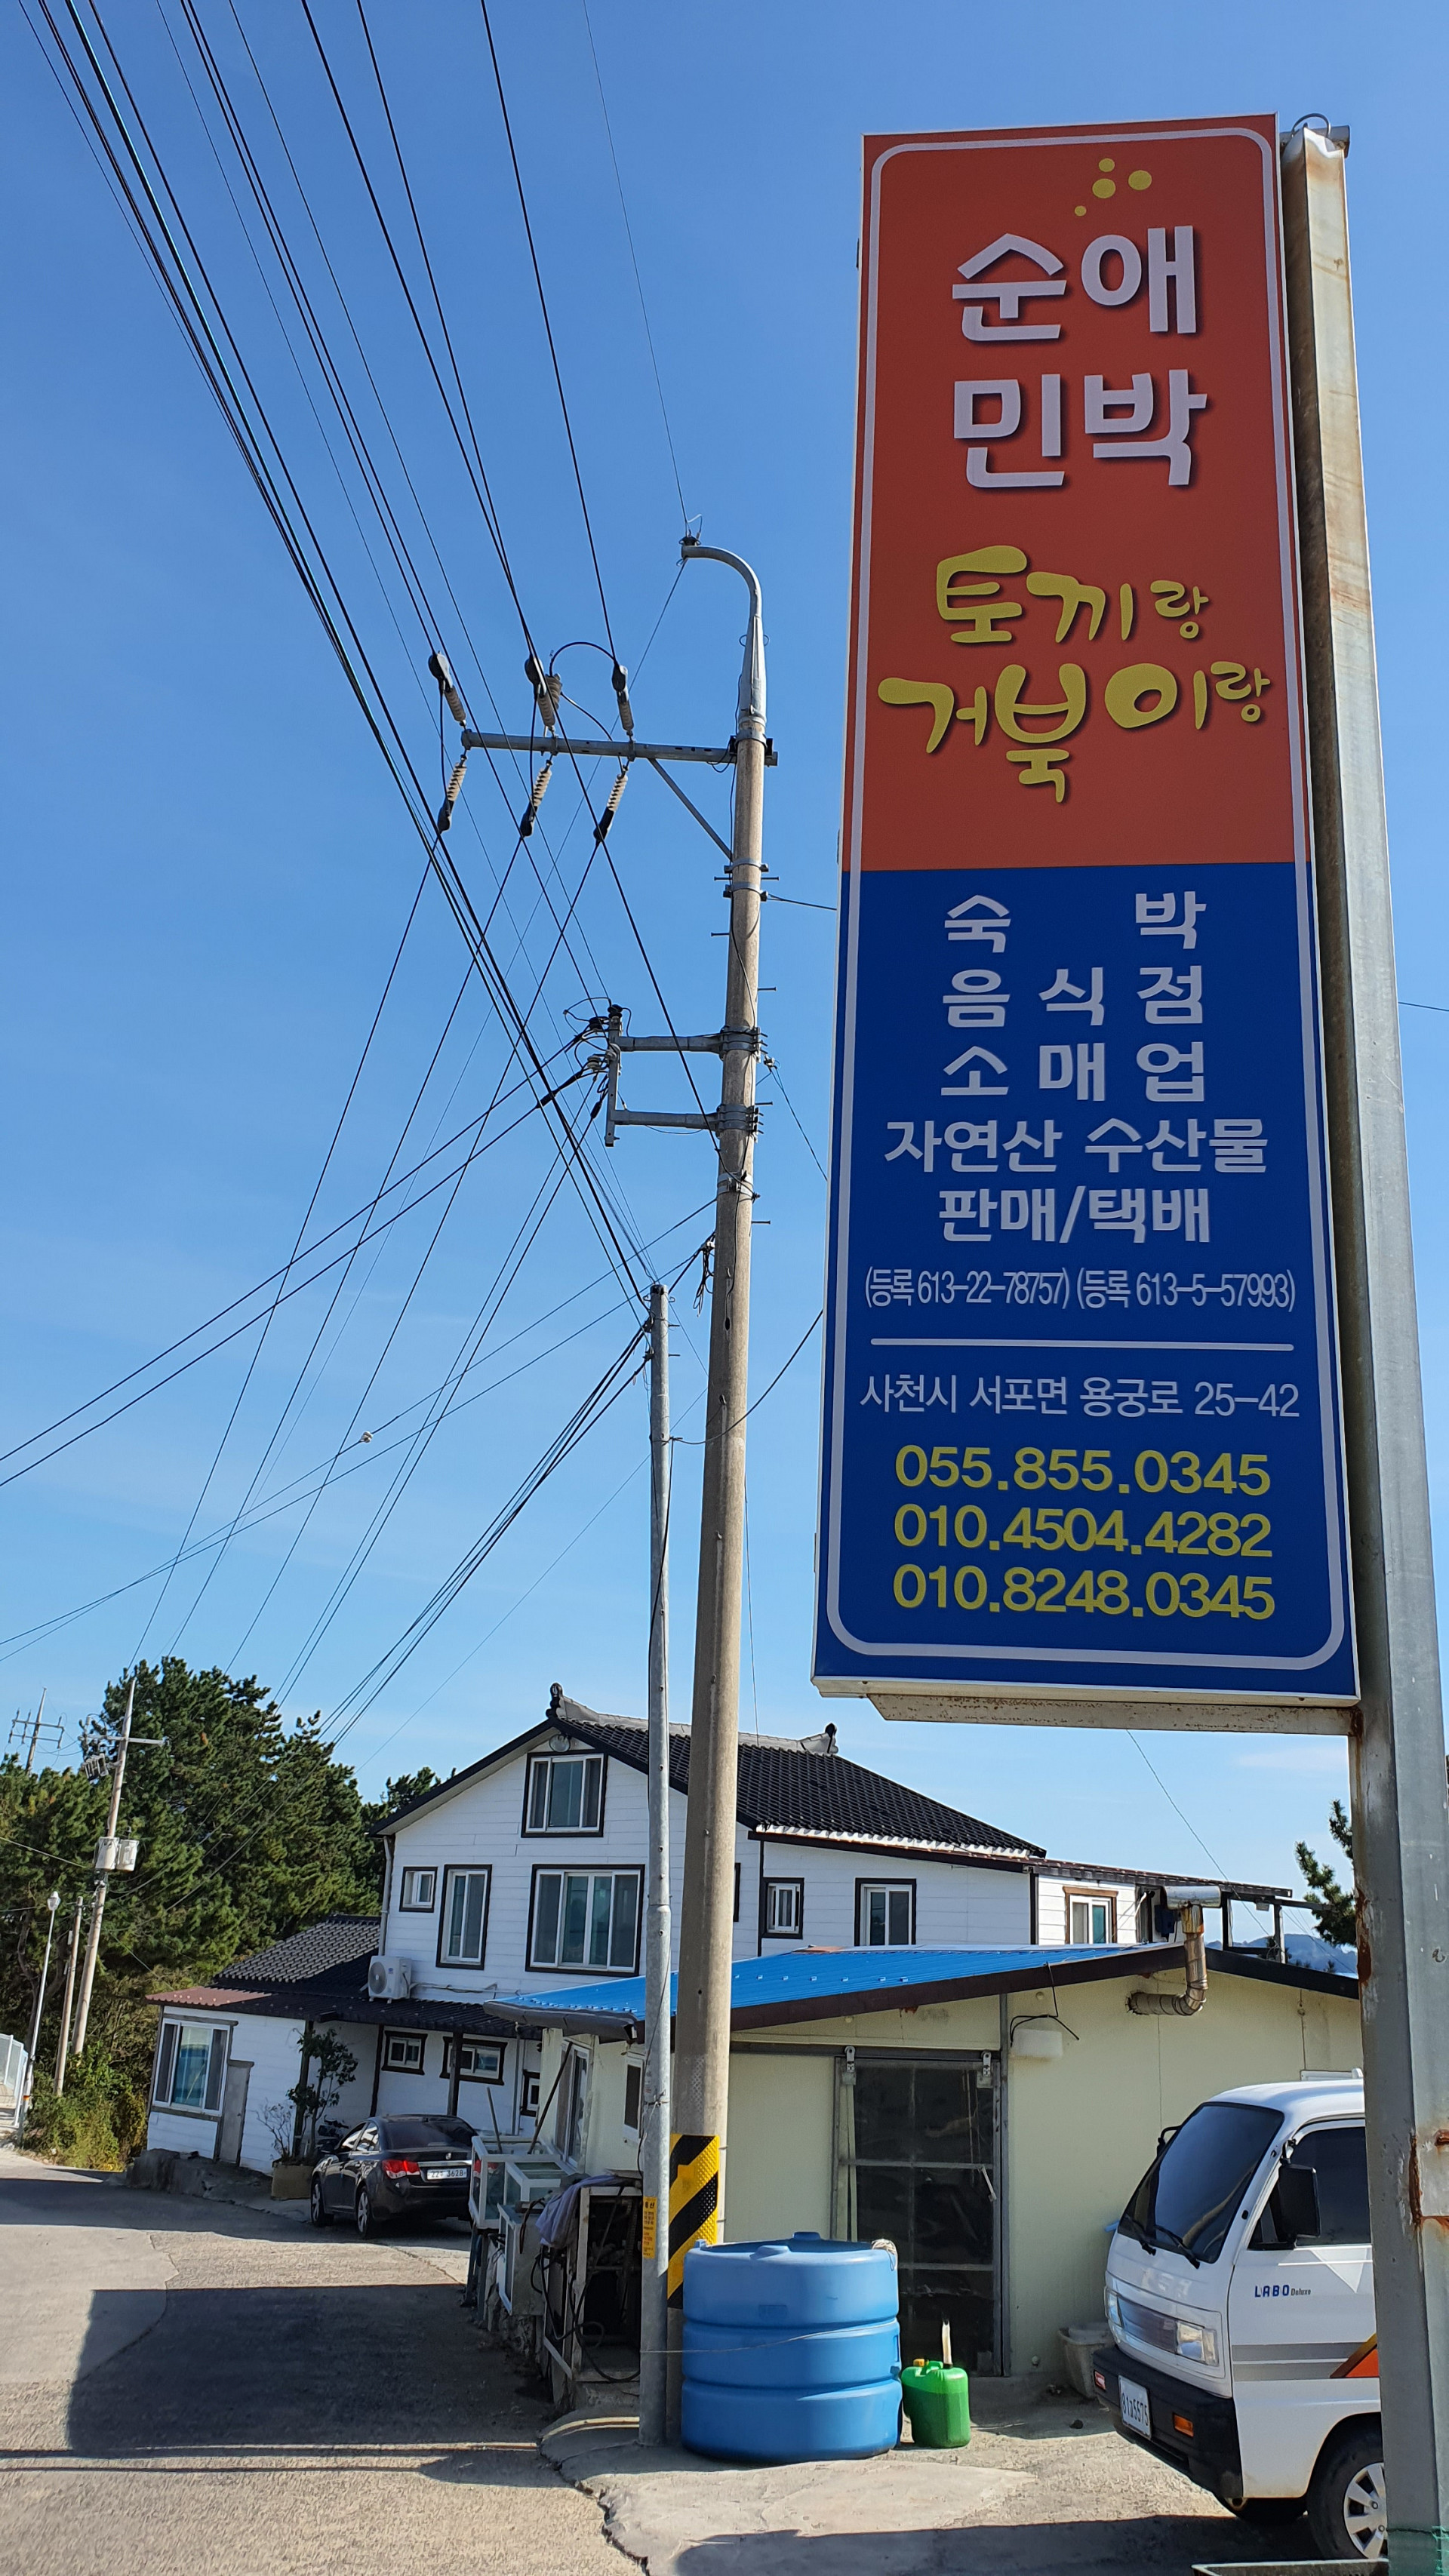 순애
민박
토끼랑
거북이랑
숙 박
음 식 점
소 매 업
자연산 수산물
판매/택배
(등록 613-22-78757) (등록 613-5-57993)
사천시 서포면 용궁로 25-42
055.855.0345
010.4504.4282
010.8248.0345
LABO Deluxe